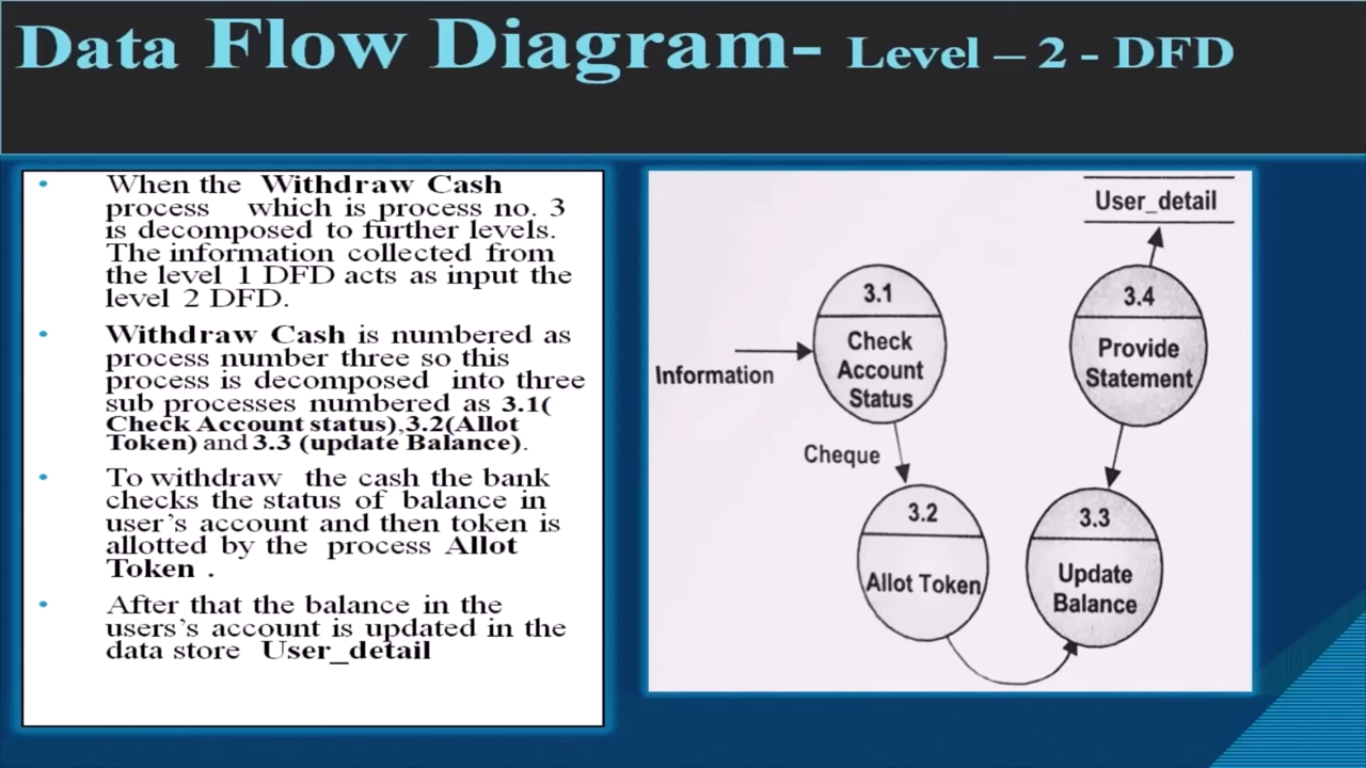 Data Flow Diagram- Level – 2 - DFD
• When the Withdraw Cash
process which is process no. 3
is decomposed to further levels.
The information collected from
the level 1 DFD acts as input the
level 2 DFD.
• Withdraw Cash is numbered as
process number three so this
process is decomposed into three
sub processes numbered as 3.1(
Check Account status),3.2(Allot
Token) and 3.3 (update Balance).
• To withdraw the cash the bank
checks the status of balance in
user's account and then token is
allotted by the process Allot
Token .
• After that the balance in the
users's account is updated in the
data store User_detail
User_detail
3.1
Check
Account
Status
3.4
Provide
Statement
Information
Cheque
3.2
Allot Token
3.3
Update
Balance